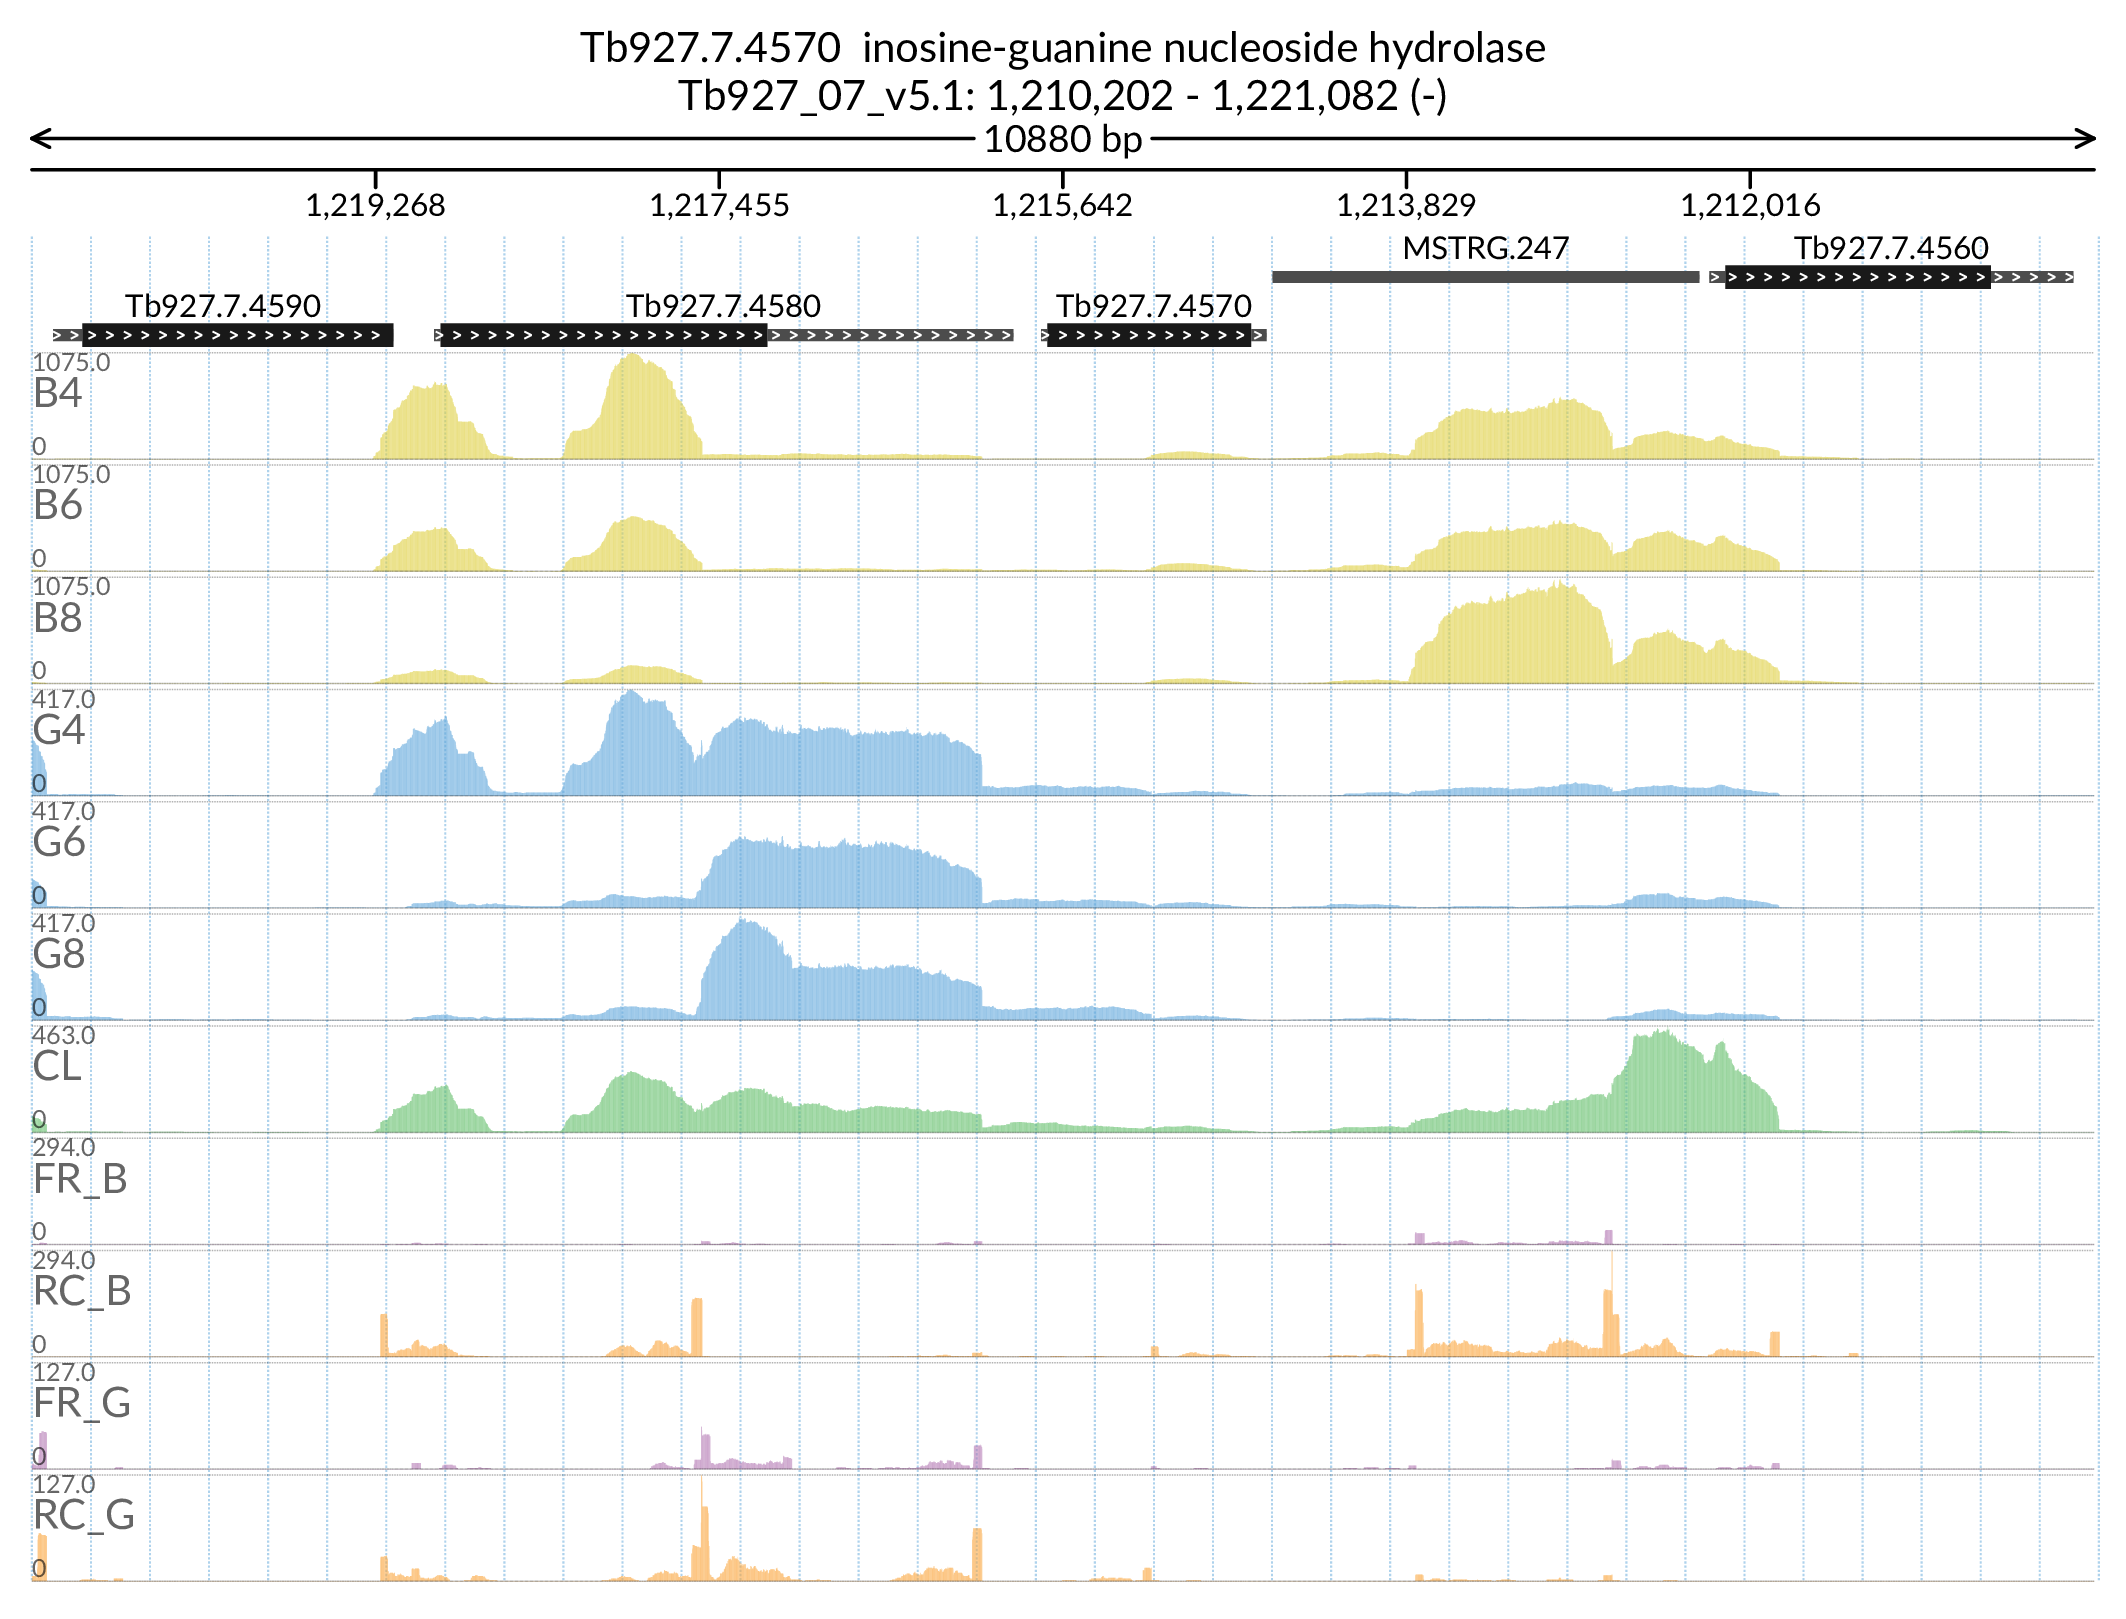 Tb927.7.4570 inosine-guanine nucleoside hydrolase
Tb927_07_v5.1: 1,210,202 - 1,221,082 (-)
10880 bp
1,219,268 1,217,455 1,215,642 1,213,829 1,212,016
MSTRG.247 Tb927.7.4560
Tb927.7.4590 Tb927.7.4580 Tb927.7.4570
1075.0
B4
0
1075.0
B6
0
1075.0
B8
0
417.0
G4
0
417.0
G6
0
417.0
G8
0
463.0
CL
0
294.0
FR_B
0
294.0
RC_B
0
127.0
FR_G
0
127.0
RC_G
0